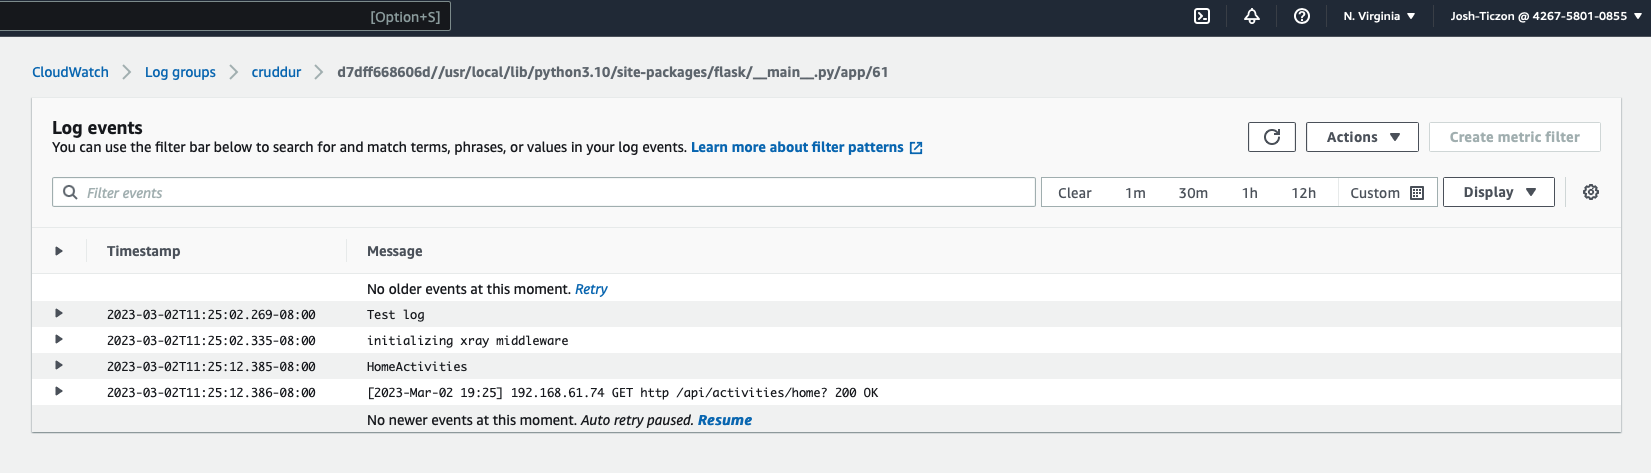 [Option+S] N. Virginia Josh-Ticzon @ 4267-5801-0855
CloudWatch Log groups cruddur d7dff668606d//usr/local/lib/python3.10/site-packages/flask/__main__.py/app/61
Log events
You can use the filter bar below to search for and match terms, phrases, or values in your log events. Learn more about filter patterns
Actions Create metric filter
Filter events Clear 1m 30m 1h 12h Custom Display
Timestamp Message
No older events at this moment. Retry
2023-03-02T11:25:02.269-08:00 Test log
2023-03-02T11:25:02.335-08:00 initializing xray middleware
2023-03-02T11:25:12.385-08:00 HomeActivities
2023-03-02T11:25:12.386-08:00 [2023-Mar-02 19:25] 192.168.61.74 GET http /api/activities/home? 200 OK
No newer events at this moment. Auto retry paused. Resume